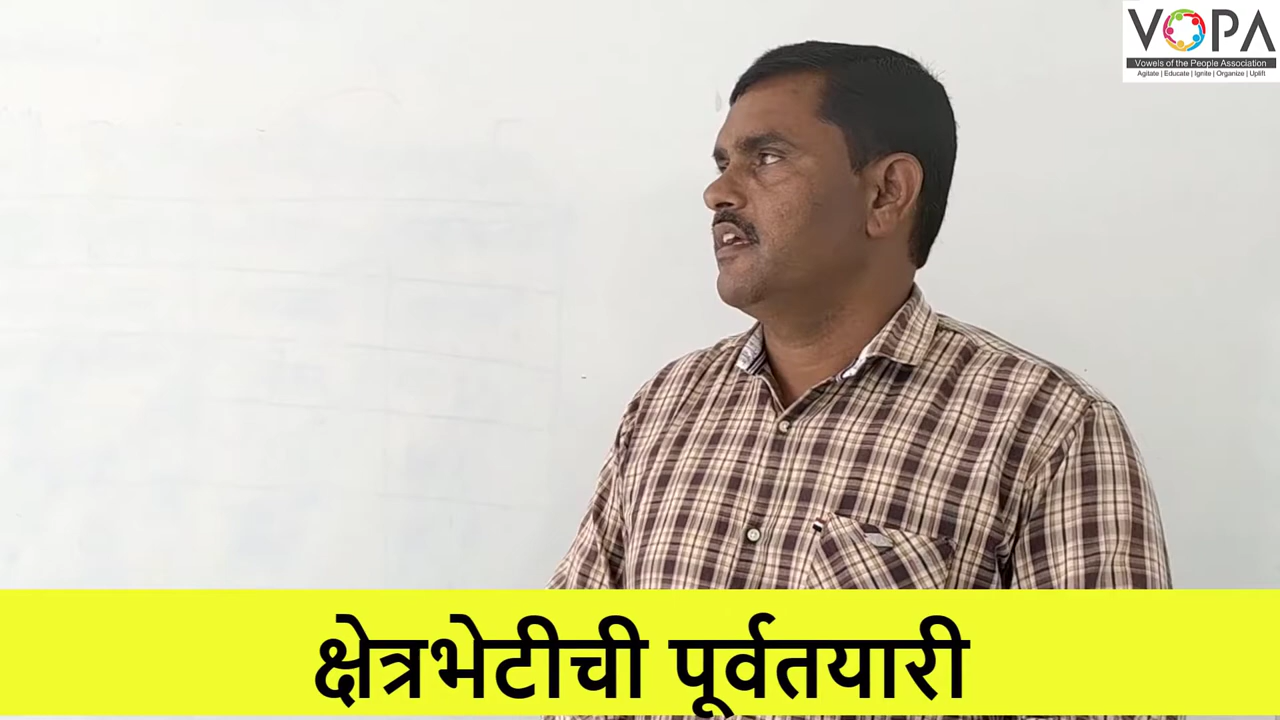 VOPA
Vowels of the People Association
Agitate | Educate | Ignite | Organize | Uplift
क्षेत्रभेटीची पूर्वतयारी